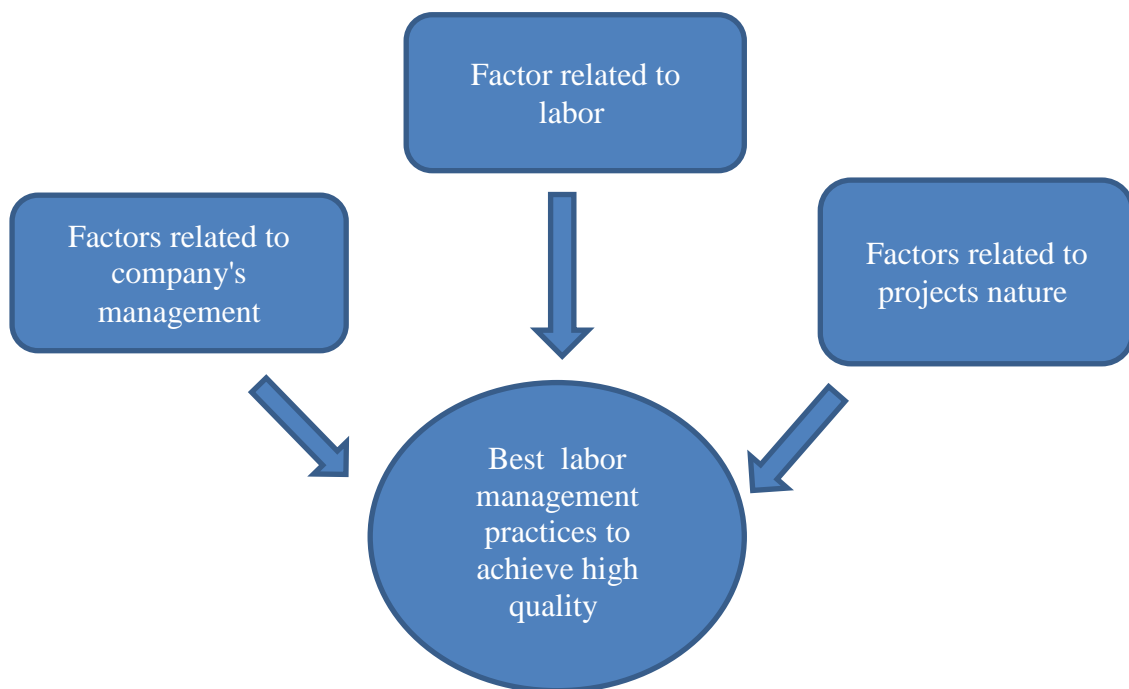 Factor related to
labor
Factors related to
company's
management
Factors related to
projects nature
Best labor
management
practices to
achieve high
quality